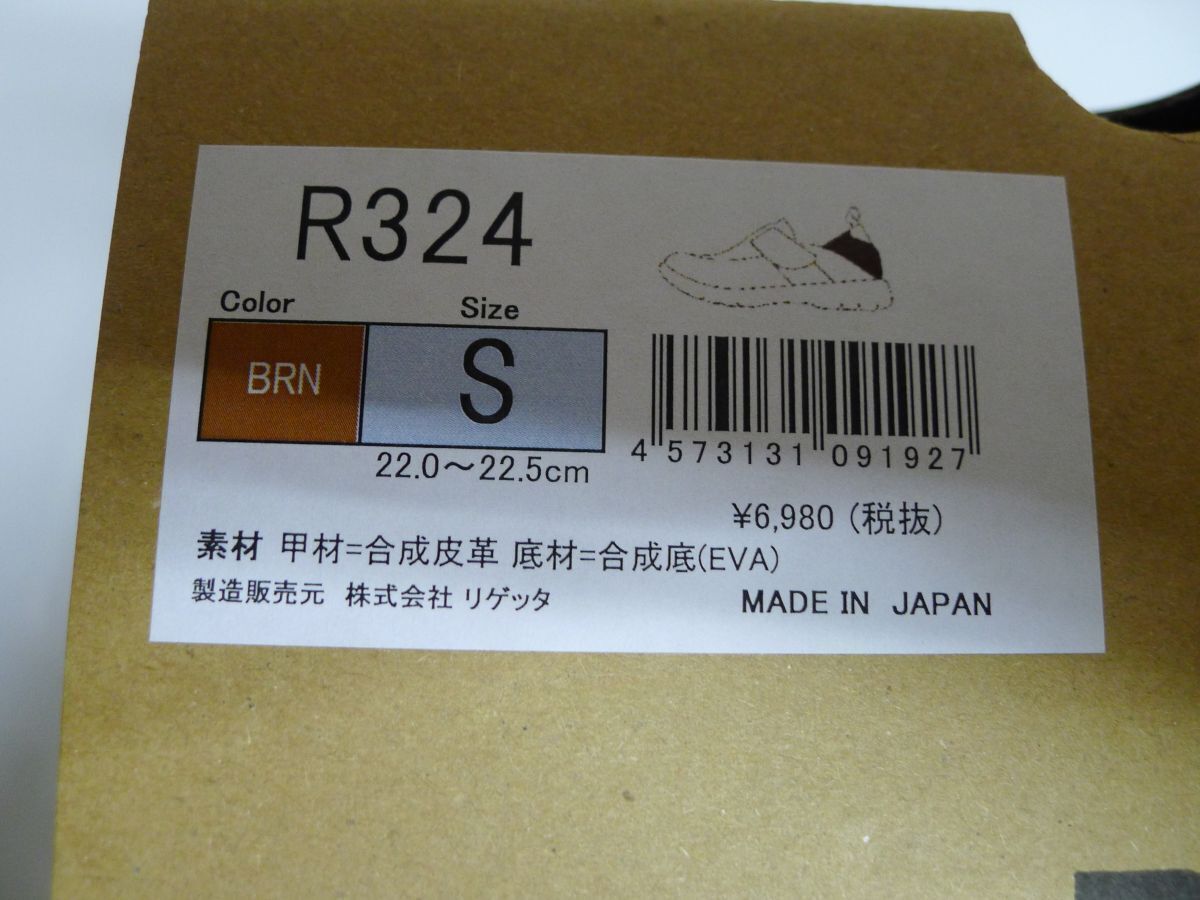 R324
Color Size
BRN S
22.0～22.5cm
4 573131 091927
¥6,980 (税抜)
素材 甲材=合成皮革 底材=合成底(EVA)
製造販売元 株式会社 リゲッタ
MADE IN JAPAN